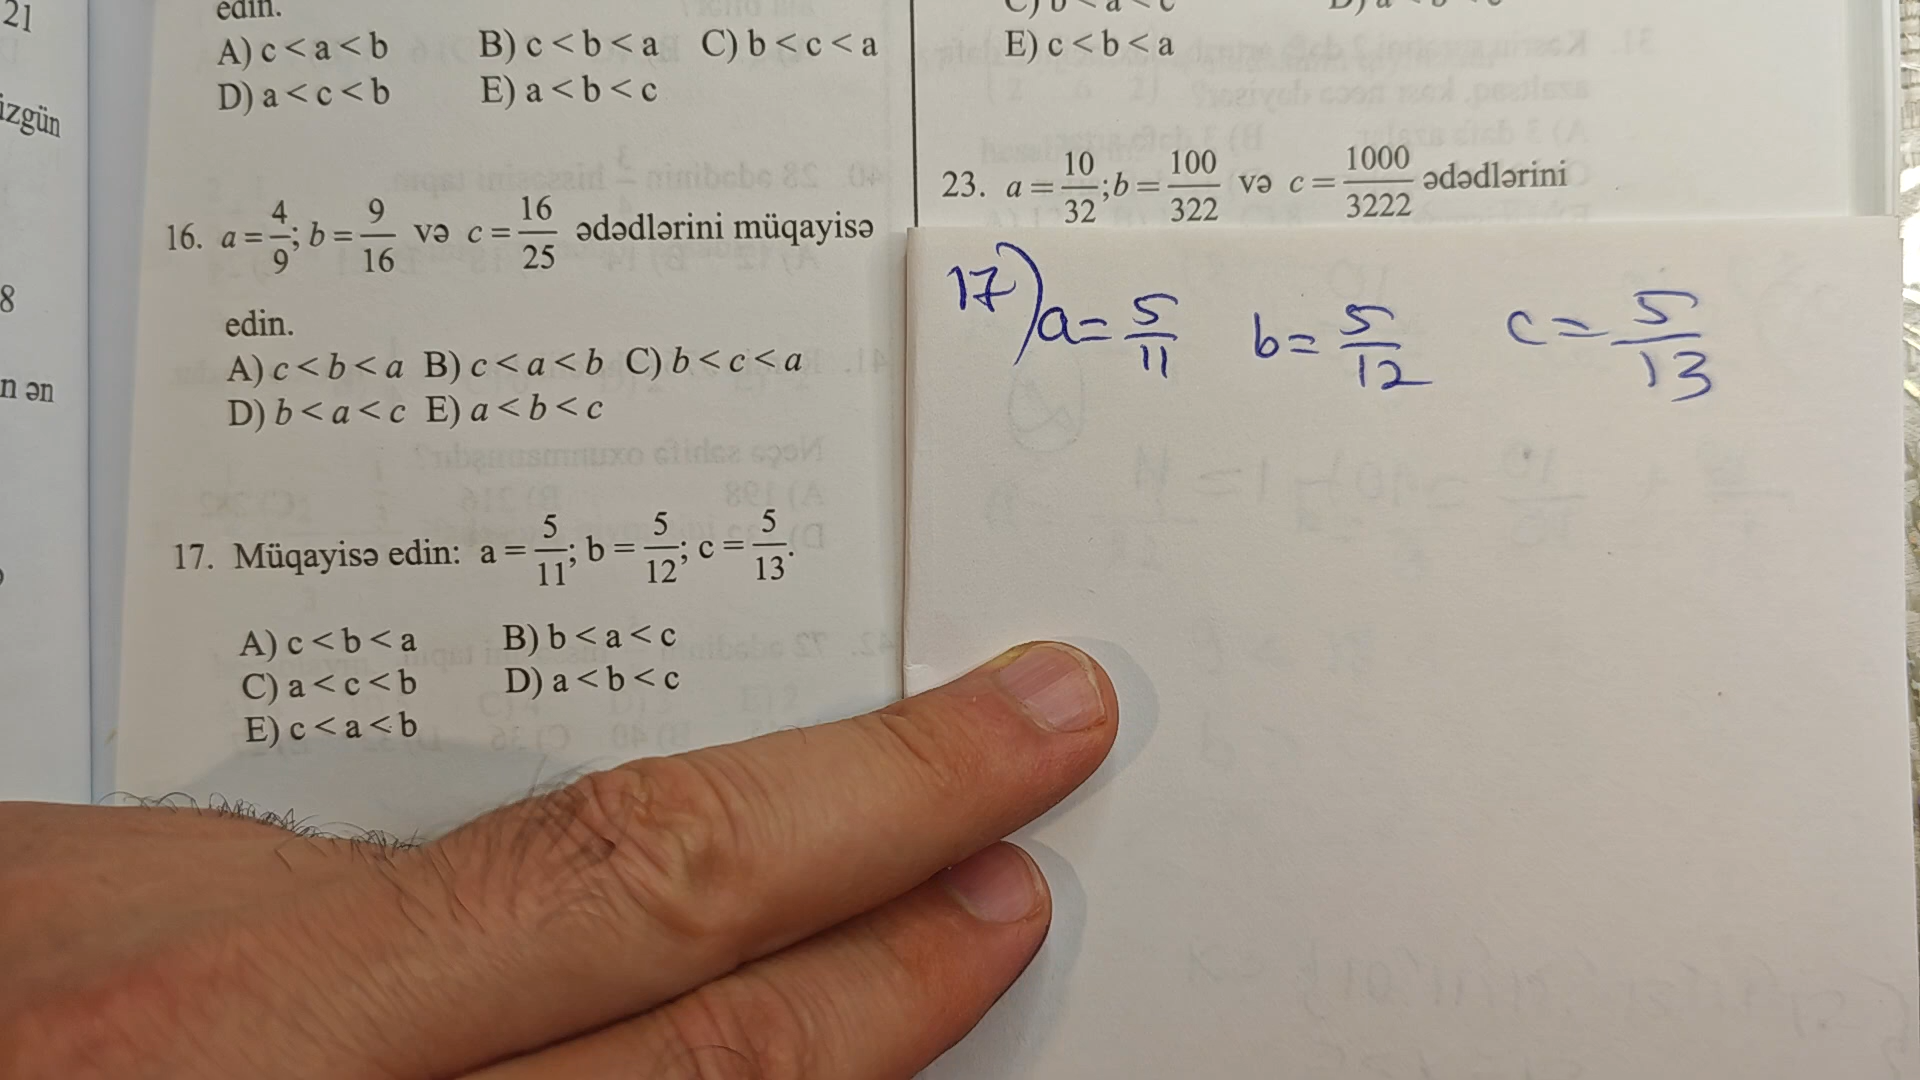 21
izgün
8
n ən
edin.
A) c < a < b B) c < b < a C) b < c < a
D) a < c < b E) a < b < c
16. a = 4/9; b = 9/16 və c = 16/25 ədədlərini müqayisə
edin.
A) c < b < a B) c < a < b C) b < c < a
D) b < a < c E) a < b < c
17. Müqayisə edin: a = 5/11; b = 5/12; c = 5/13.
A) c < b < a B) b < a < c
C) a < c < b D) a < b < c
E) c < a < b
E) c < b < a
23. a = 10/32; b = 100/322 və c = 1000/3222 ədədlərini
17) a = 5/11 b = 5/12 c = 5/13